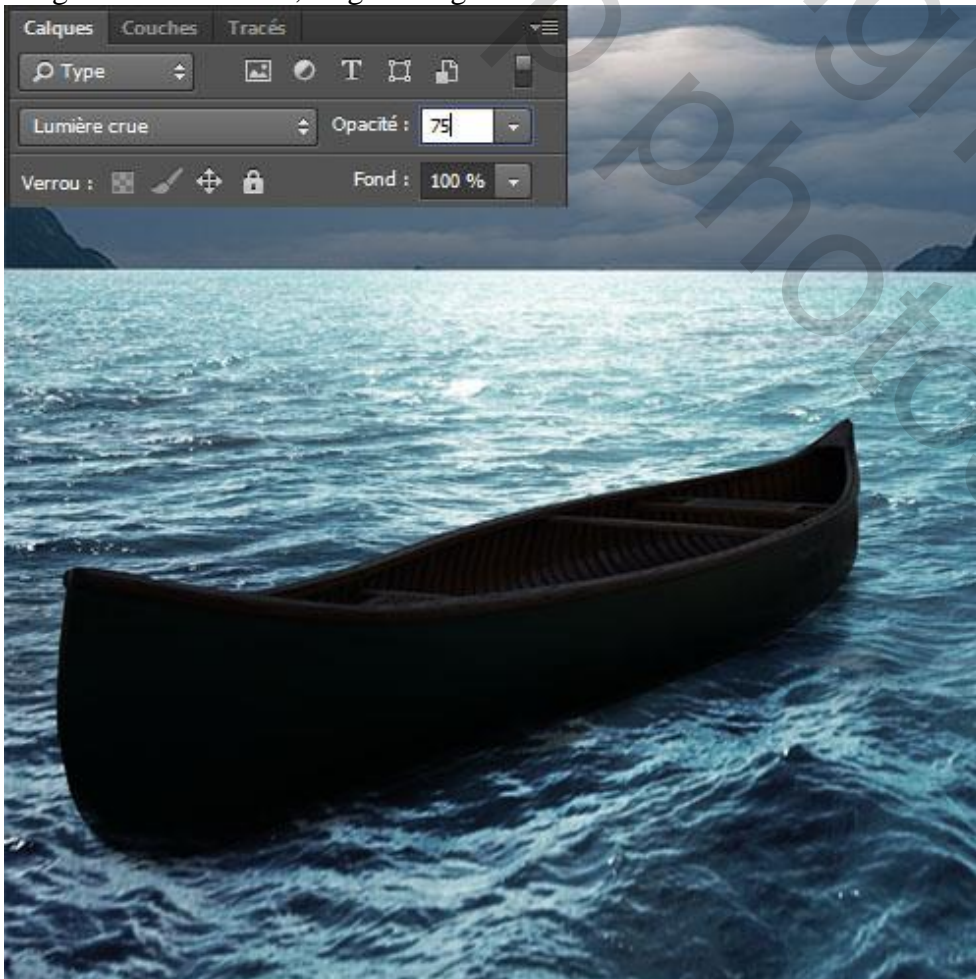 Calques Couches Tracés
Type
Lumière crue Opacité : 75
Verrou : Fond : 100 %